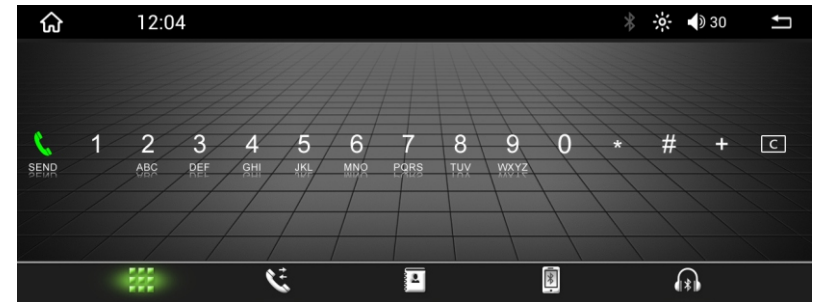 12:04 30
1 2 3 4 5 6 7 8 9 0 * # + C
SEND ABC DEF GHI JKL MNO PQRS TUV WXYZ